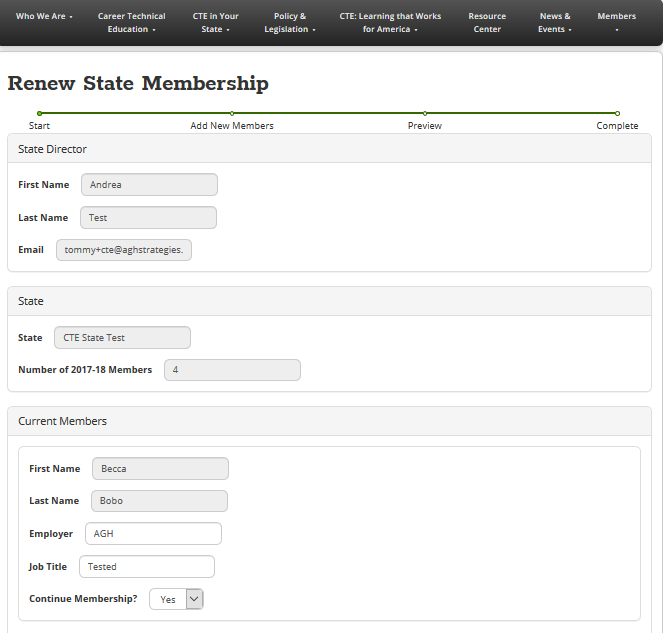 Who We Are
Career Technical
Education
CTE in Your
State
Policy &
Legislation
CTE: Learning that Works
for America
Resource
Center
News &
Events
Members
Renew State Membership
Start
Add New Members
Preview
Complete
State Director
First Name Andrea
Last Name Test
Email tommy+cte@aghstrategies.
State
State CTE State Test
Number of 2017-18 Members 4
Current Members
First Name Becca
Last Name Bobo
Employer AGH
Job Title Tested
Continue Membership? Yes